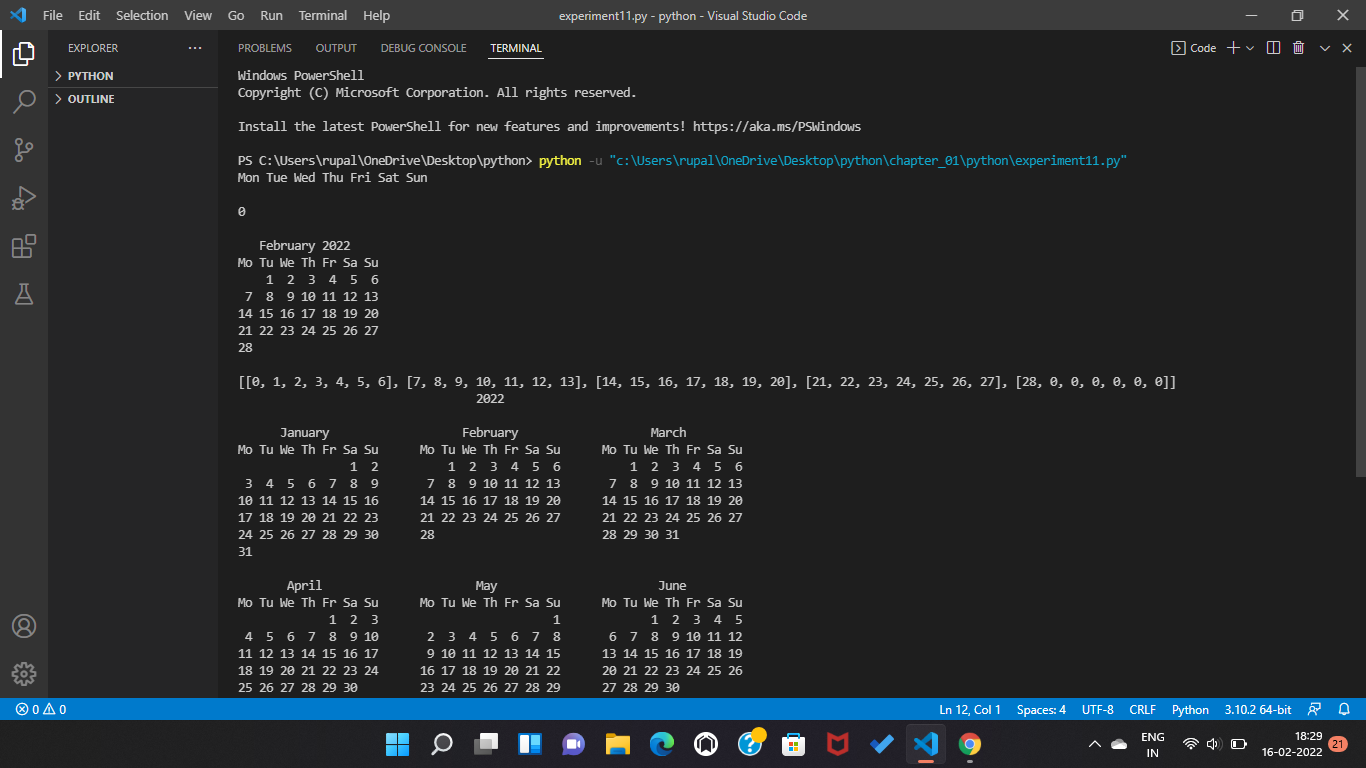 File Edit Selection View Go Run Terminal Help experiment11.py - python - Visual Studio Code
EXPLORER ··· PROBLEMS OUTPUT DEBUG CONSOLE TERMINAL Code
PYTHON
OUTLINE
Windows PowerShell
Copyright (C) Microsoft Corporation. All rights reserved.
Install the latest PowerShell for new features and improvements! https://aka.ms/PSWindows
PS C:\Users\rupal\OneDrive\Desktop\python> python -u "c:\Users\rupal\OneDrive\Desktop\python\chapter_01\python\experiment11.py"
Mon Tue Wed Thu Fri Sat Sun
0
February 2022
Mo Tu We Th Fr Sa Su
1 2 3 4 5 6
7 8 9 10 11 12 13
14 15 16 17 18 19 20
21 22 23 24 25 26 27
28
[[0, 1, 2, 3, 4, 5, 6], [7, 8, 9, 10, 11, 12, 13], [14, 15, 16, 17, 18, 19, 20], [21, 22, 23, 24, 25, 26, 27], [28, 0, 0, 0, 0, 0, 0]]
2022
January February March
Mo Tu We Th Fr Sa Su Mo Tu We Th Fr Sa Su Mo Tu We Th Fr Sa Su
1 2 1 2 3 4 5 6 1 2 3 4 5 6
3 4 5 6 7 8 9 7 8 9 10 11 12 13 7 8 9 10 11 12 13
10 11 12 13 14 15 16 14 15 16 17 18 19 20 14 15 16 17 18 19 20
17 18 19 20 21 22 23 21 22 23 24 25 26 27 21 22 23 24 25 26 27
24 25 26 27 28 29 30 28 28 29 30 31
31
April May June
Mo Tu We Th Fr Sa Su Mo Tu We Th Fr Sa Su Mo Tu We Th Fr Sa Su
1 2 3 1 1 2 3 4 5
4 5 6 7 8 9 10 2 3 4 5 6 7 8 6 7 8 9 10 11 12
11 12 13 14 15 16 17 9 10 11 12 13 14 15 13 14 15 16 17 18 19
18 19 20 21 22 23 24 16 17 18 19 20 21 22 20 21 22 23 24 25 26
25 26 27 28 29 30 23 24 25 26 27 28 29 27 28 29 30
0 0 Ln 12, Col 1 Spaces: 4 UTF-8 CRLF Python 3.10.2 64-bit
ENG 18:29
IN 16-02-2022 21